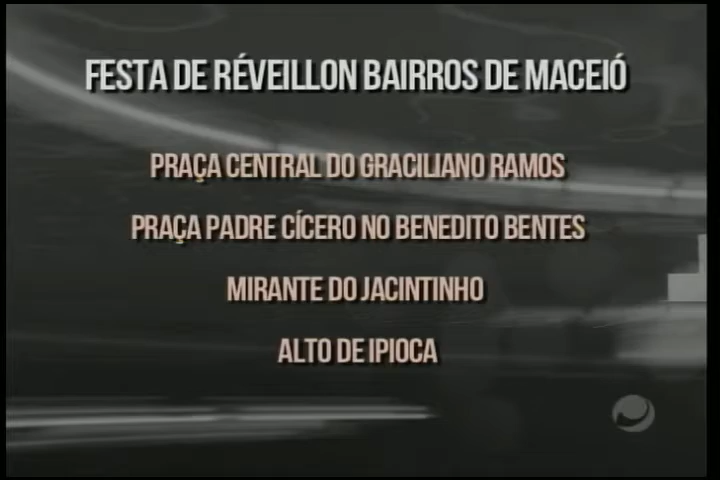 FESTA DE RÉVEILLON BAIRROS DE MACEIÓ
PRAÇA CENTRAL DO GRACILIANO RAMOS
PRAÇA PADRE CÍCERO NO BENEDITO BENTES
MIRANTE DO JACINTINHO
ALTO DE IPIOCA